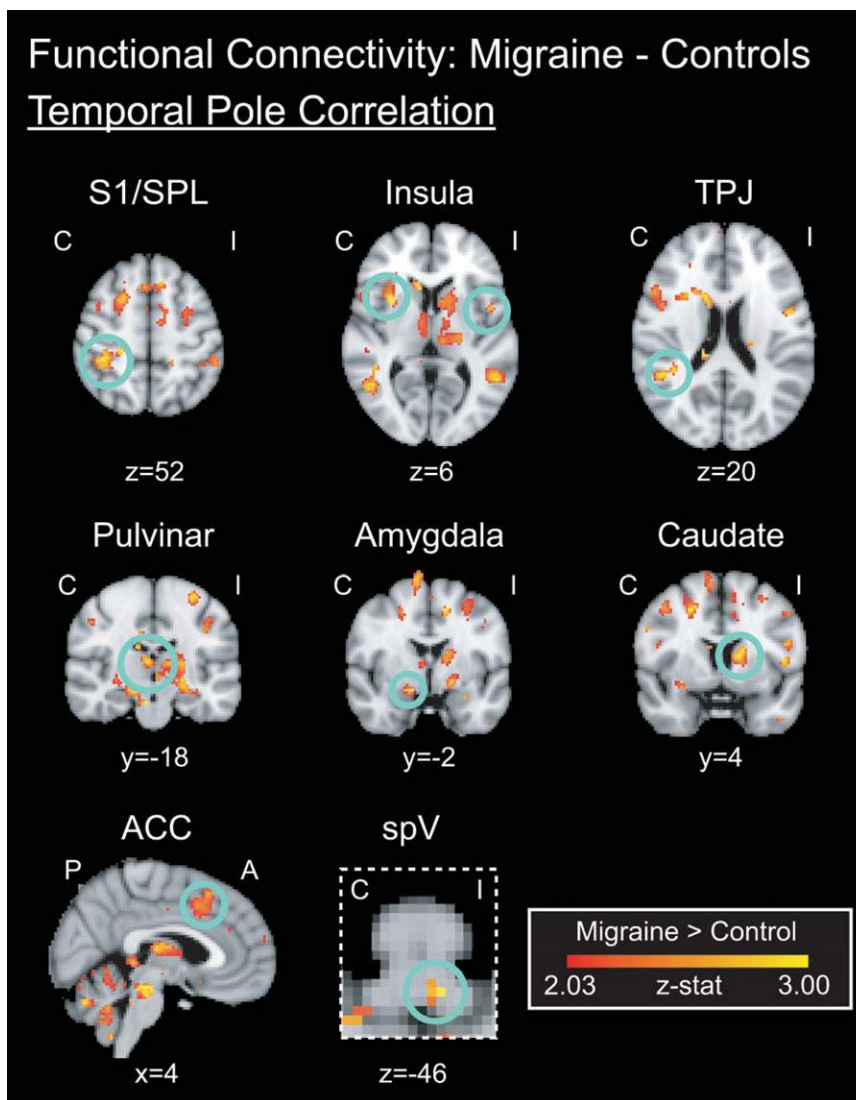 Functional Connectivity: Migraine - Controls
Temporal Pole Correlation
S1/SPL
C I
z=52
Insula
C I
z=6
TPJ
C I
z=20
Pulvinar
C I
y=-18
Amygdala
C I
y=-2
Caudate
C I
y=4
ACC
P A
x=4
spV
C I
z=-46
Migraine > Control
2.03 z-stat 3.00